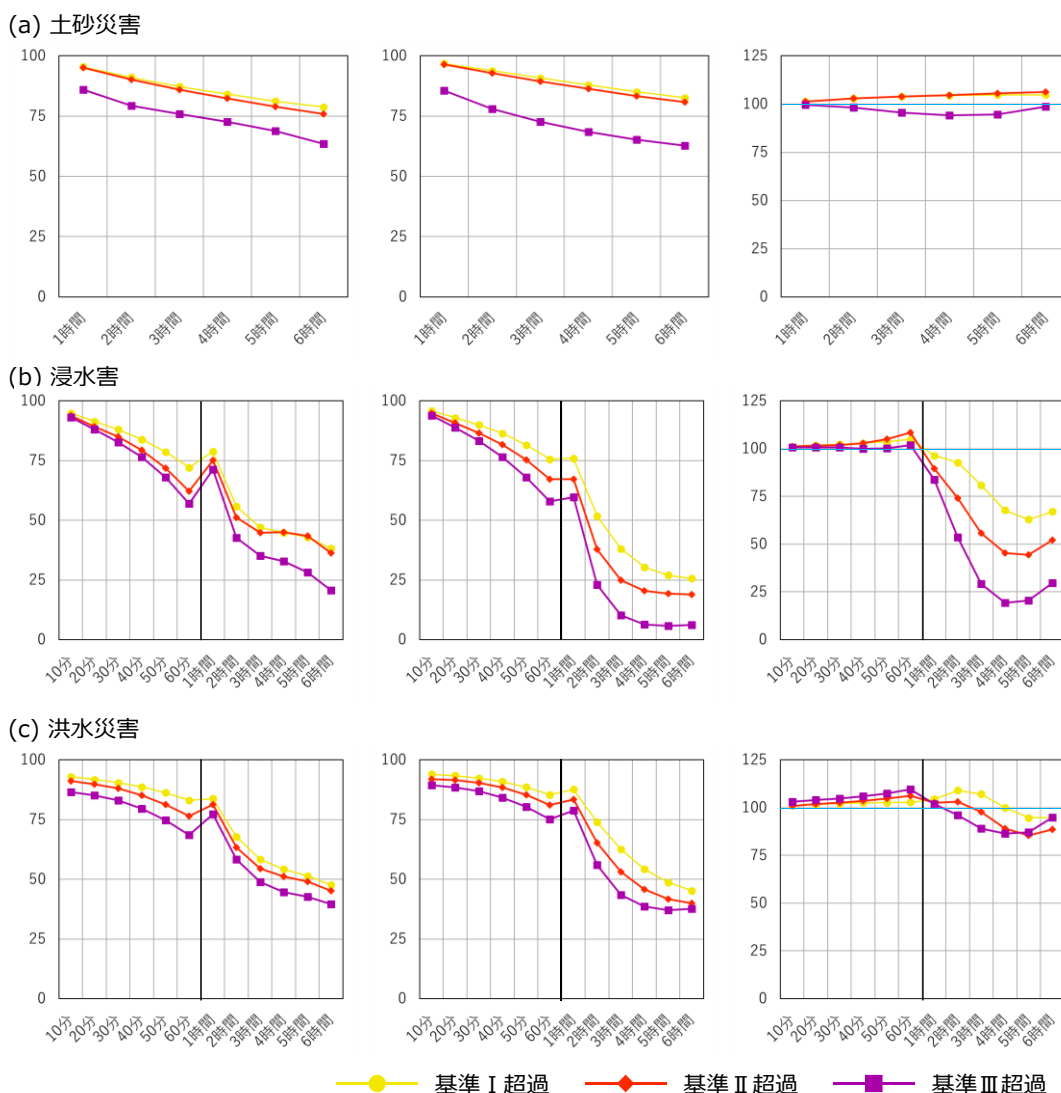 (a) 土砂災害
100
75
50
25
0
1時間
2時間
3時間
4時間
5時間
6時間
100
75
50
25
0
1時間
2時間
3時間
4時間
5時間
6時間
125
100
75
50
25
0
1時間
2時間
3時間
4時間
5時間
6時間
(b) 浸水害
100
75
50
25
0
10分
20分
30分
40分
50分
60分
1時間
2時間
3時間
4時間
5時間
6時間
100
75
50
25
0
10分
20分
30分
40分
50分
60分
1時間
2時間
3時間
4時間
5時間
6時間
125
100
75
50
25
0
10分
20分
30分
40分
50分
60分
1時間
2時間
3時間
4時間
5時間
6時間
(c) 洪水災害
100
75
50
25
0
10分
20分
30分
40分
50分
60分
1時間
2時間
3時間
4時間
5時間
6時間
100
75
50
25
0
10分
20分
30分
40分
50分
60分
1時間
2時間
3時間
4時間
5時間
6時間
125
100
75
50
25
0
10分
20分
30分
40分
50分
60分
1時間
2時間
3時間
4時間
5時間
6時間
基準Ⅰ超過 基準Ⅱ超過 基準Ⅲ超過